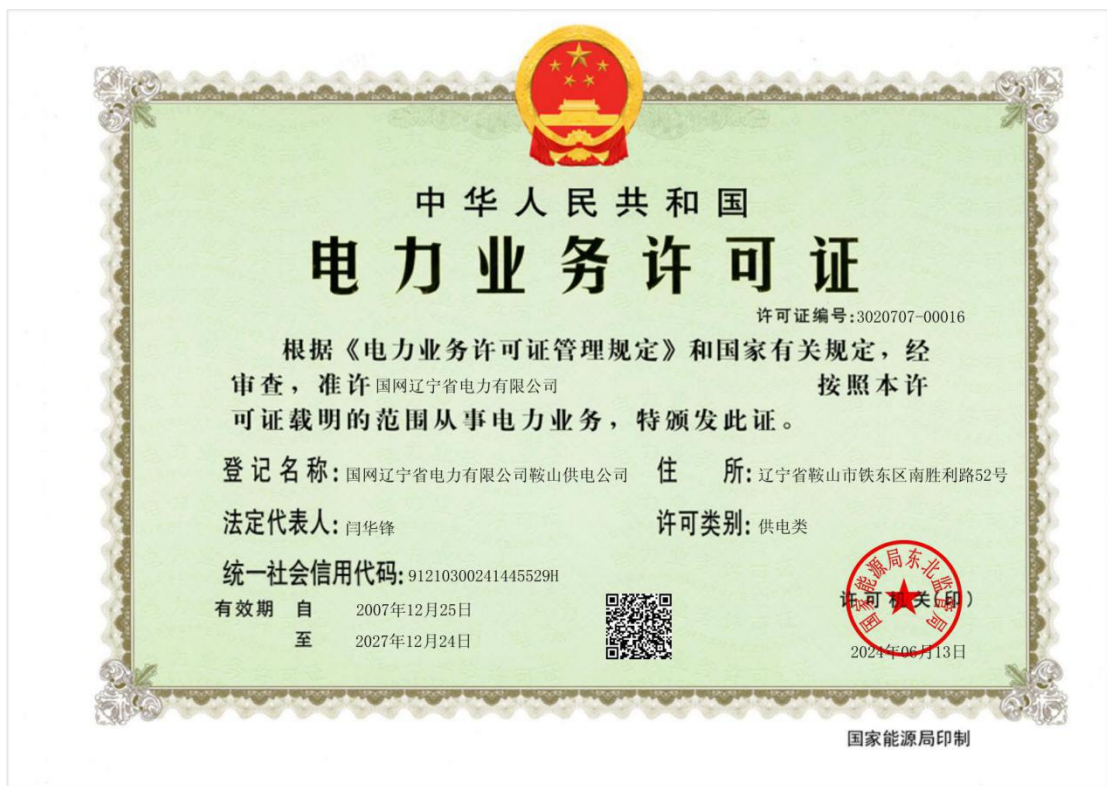 中华人民共和国
电力业务许可证
许可证编号:3020707-00016
根据《电力业务许可证管理规定》和国家有关规定，经
审查，准许国网辽宁省电力有限公司 按照本许
可证载明的范围从事电力业务，特颁发此证。
登记名称:国网辽宁省电力有限公司鞍山供电公司 住 所:辽宁省鞍山市铁东区南胜利路52号
法定代表人:闫华锋 许可类别:供电类
统一社会信用代码:91210300241445529H
有效期 自 2007年12月25日
至 2027年12月24日
国家能源局东北监管局
许可机关(印)
2024年06月13日
国家能源局印制